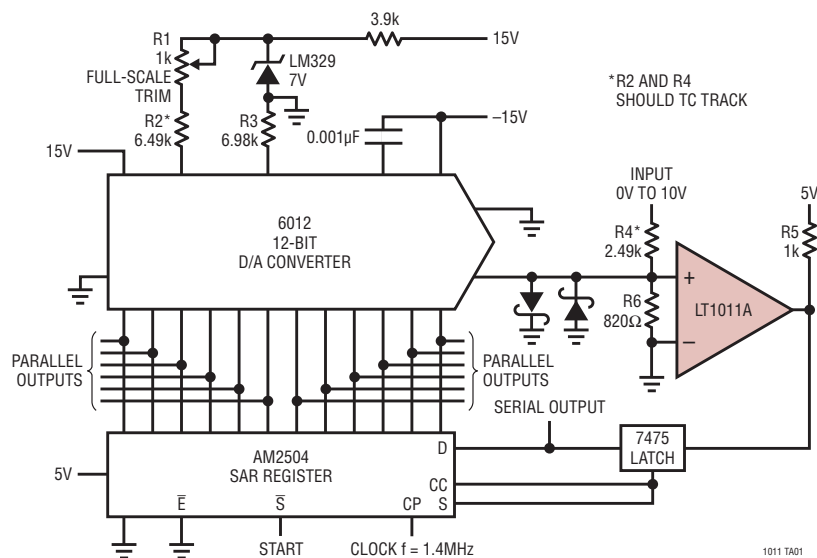 3.9k
15V
R1
1k
FULL-SCALE
TRIM
LM329
7V
*R2 AND R4
SHOULD TC TRACK
R2*
6.49k
R3
6.98k
0.001µF
–15V
15V
6012
12-BIT
D/A CONVERTER
INPUT
0V TO 10V
5V
R4*
2.49k
R5
1k
+
LT1011A
R6
820Ω
–
PARALLEL
OUTPUTS
PARALLEL
OUTPUTS
SERIAL OUTPUT
7475
LATCH
AM2504
SAR REGISTER
D
5V
CC
E̅
S̅
CP
S
START
CLOCK f = 1.4MHz
1011 TA01